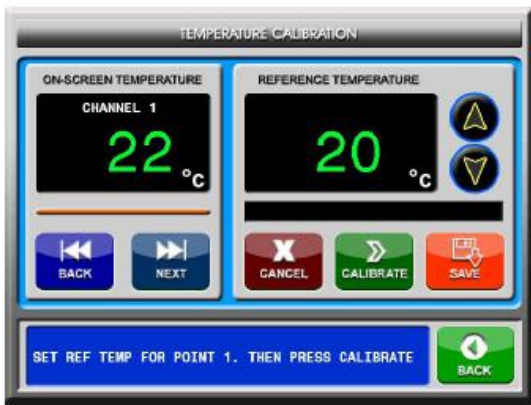 TEMPERATURE CALIBRATION
ON-SCREEN TEMPERATURE
CHANNEL 1
22 °C
BACK
NEXT
REFERENCE TEMPERATURE
20 °C
CANCEL
CALIBRATE
SAVE
SET REF TEMP FOR POINT 1. THEN PRESS CALIBRATE
BACK